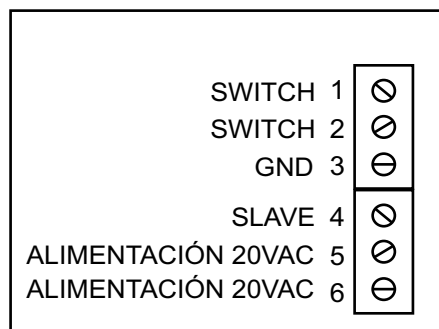 SWITCH 1
SWITCH 2
GND 3
SLAVE 4
ALIMENTACIÓN 20VAC 5
ALIMENTACIÓN 20VAC 6